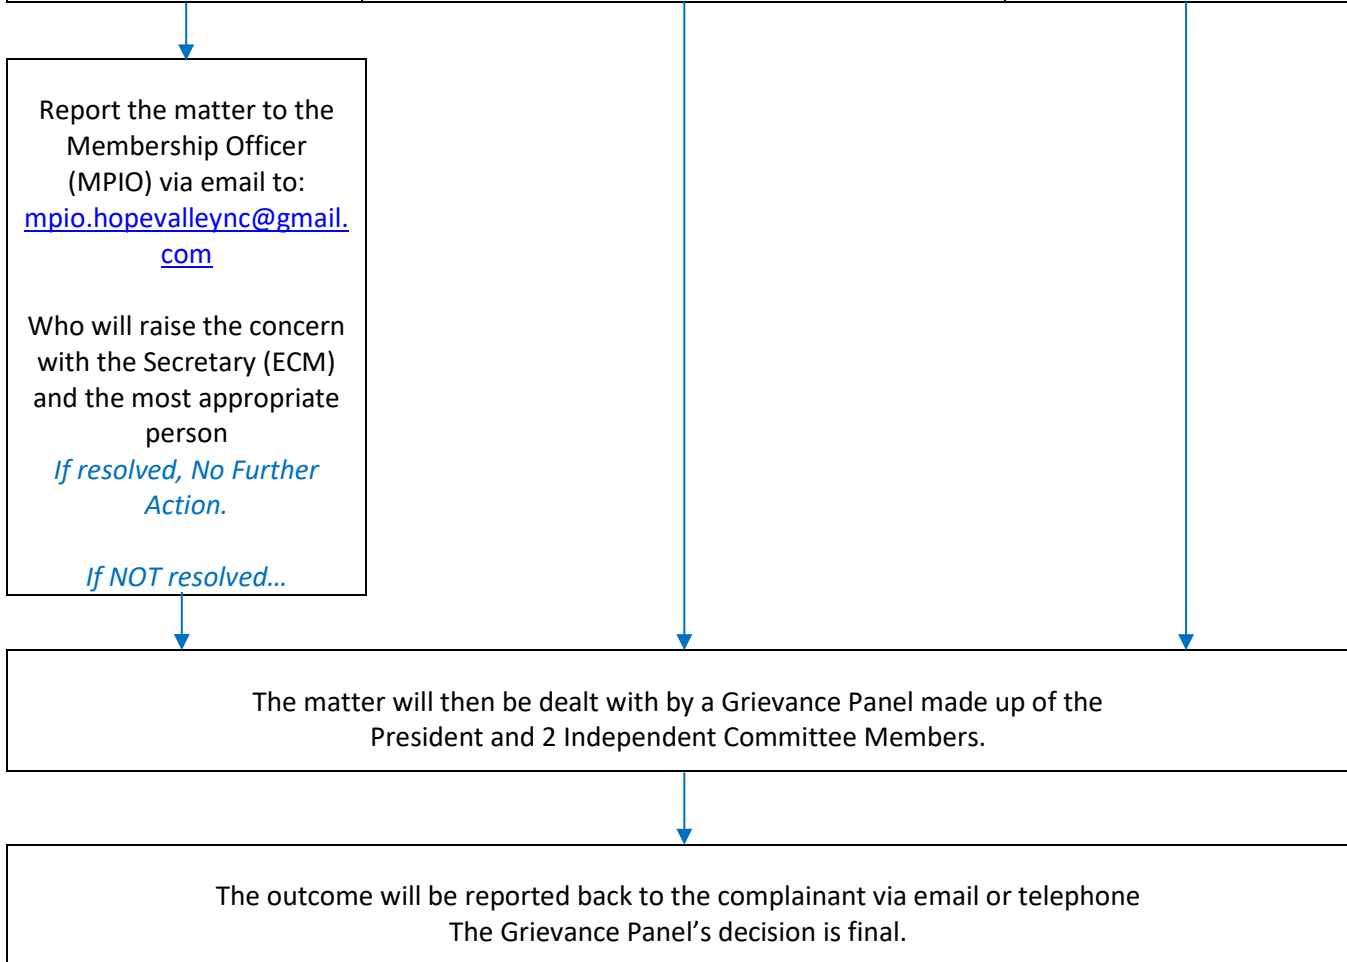 Report the matter to the
Membership Officer
(MPIO) via email to:
mpio.hopevalleync@gmail.
com
Who will raise the concern
with the Secretary (ECM)
and the most appropriate
person
If resolved, No Further
Action.
If NOT resolved…
The matter will then be dealt with by a Grievance Panel made up of the
President and 2 Independent Committee Members.
The outcome will be reported back to the complainant via email or telephone
The Grievance Panel’s decision is final.